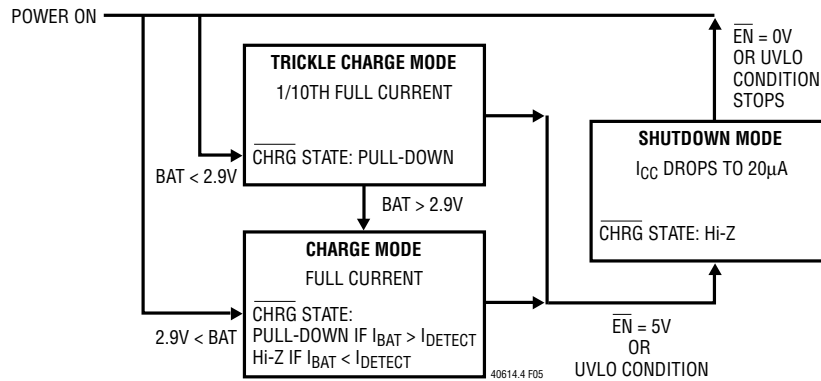 POWER ON
TRICKLE CHARGE MODE
1/10TH FULL CURRENT
CHRG STATE: PULL-DOWN
BAT < 2.9V
BAT > 2.9V
CHARGE MODE
FULL CURRENT
CHRG STATE:
PULL-DOWN IF IBAT > IDETECT
Hi-Z IF IBAT < IDETECT
2.9V < BAT
EN = 0V
OR UVLO
CONDITION
STOPS
SHUTDOWN MODE
ICC DROPS TO 20µA
CHRG STATE: Hi-Z
EN = 5V
OR
UVLO CONDITION
40614.4 F05